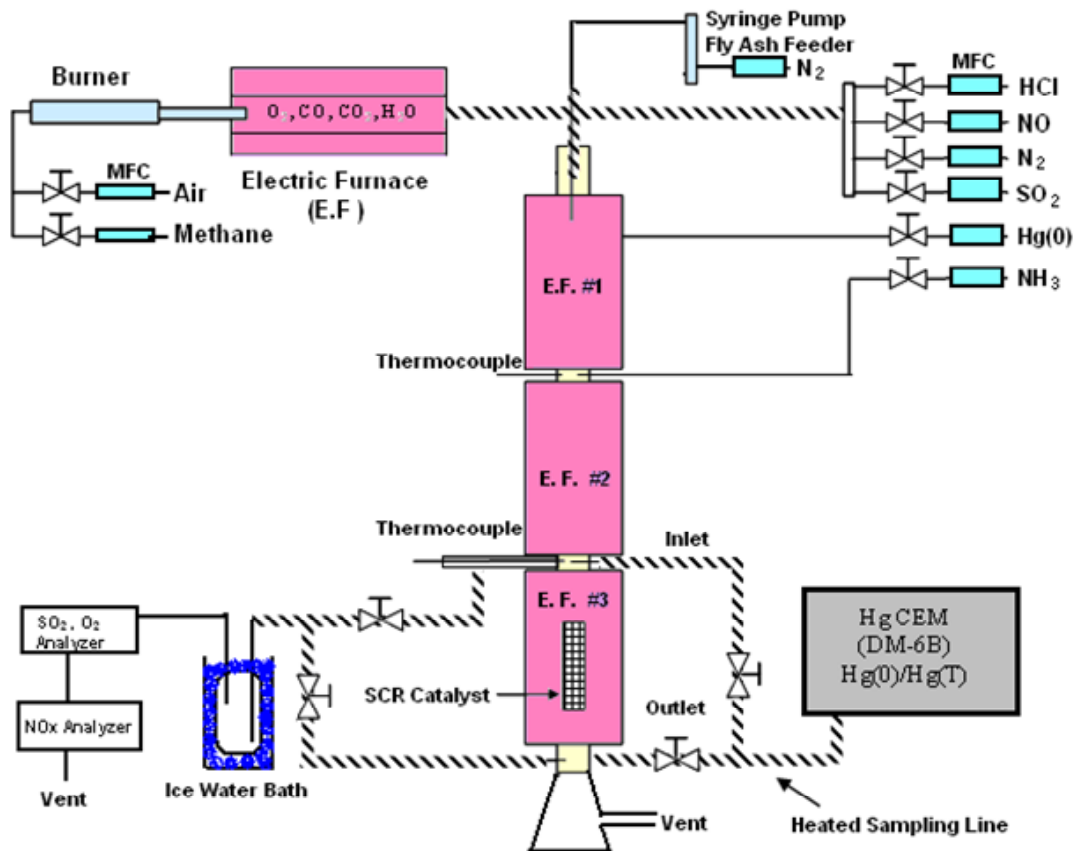 Syringe Pump
Fly Ash Feeder
N2
Burner
O2,CO,CO2,H2O
MFC
HCl
NO
N2
SO2
Hg(0)
NH3
MFC
Air
Methane
Electric Furnace
(E.F )
E.F. #1
Thermocouple
E. F. #2
Thermocouple
Inlet
E. F. #3
SCR Catalyst
Outlet
SO2, O2
Analyzer
NOx Analyzer
Vent
Ice Water Bath
Hg CEM
(DM-6B)
Hg(0)/Hg(T)
Vent
Heated Sampling Line